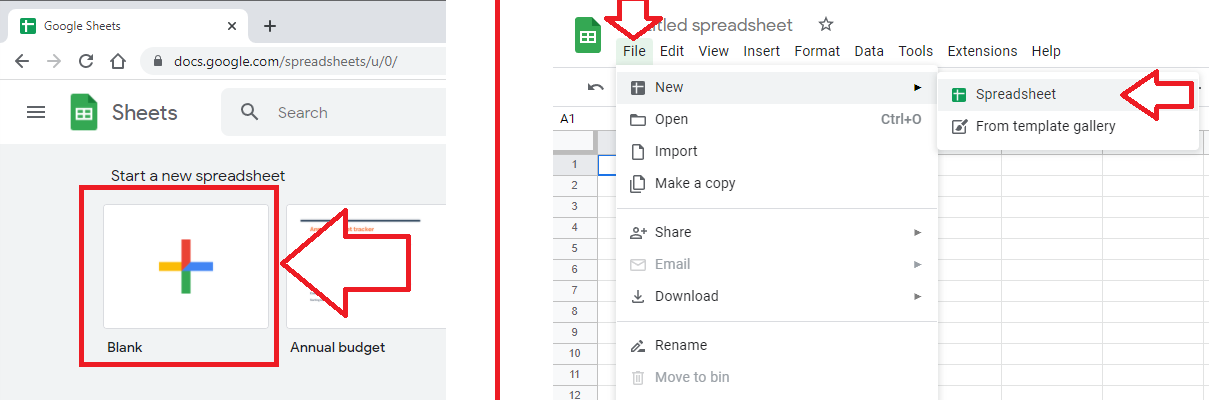 Google Sheets
docs.google.com/spreadsheets/u/0/
Sheets
Search
Start a new spreadsheet
Blank
Annual budget
spreadsheet
File Edit View Insert Format Data Tools Extensions Help
A1
New
Open Ctrl+O
Import
Make a copy
Share
Email
Download
Rename
Move to bin
Spreadsheet
From template gallery
1
2
3
4
5
6
7
8
9
10
11
12